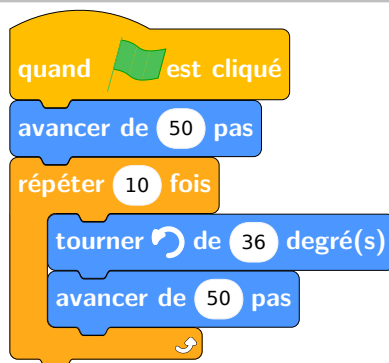 quand est cliqué
avancer de 50 pas
répéter 10 fois
tourner de 36 degré(s)
avancer de 50 pas